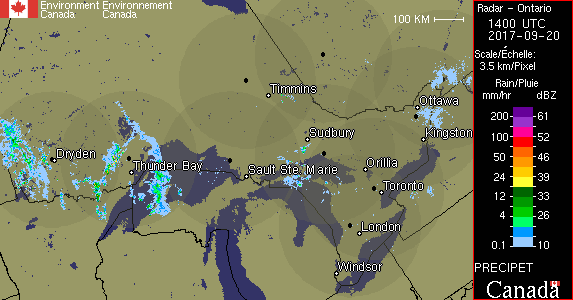 Environment Environnement
Canada Canada
100 KM
Timmins
Ottawa
Sudbury
Kingston
Dryden
Thunder Bay
Sault Ste. Marie
Orillia
Toronto
London
Windsor
Radar - Ontario
1400 UTC
2017-09-20
Scale/Échelle:
3.5 km/Pixel
Rain/Pluie
mm/hr dBZ
200 61
100 52
50 46
24 39
12 33
4 26
0.1 10
PRECIPET
Canada